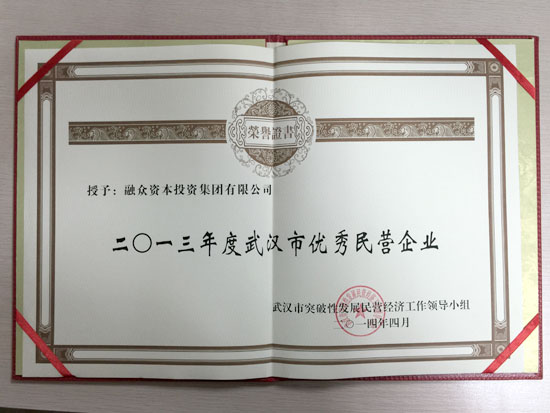 榮譽證書
授予：融众资本投资集团有限公司
二〇一三年度武汉市优秀民营企业
武汉市突破性发展民营经济工作领导小组
二〇一四年四月